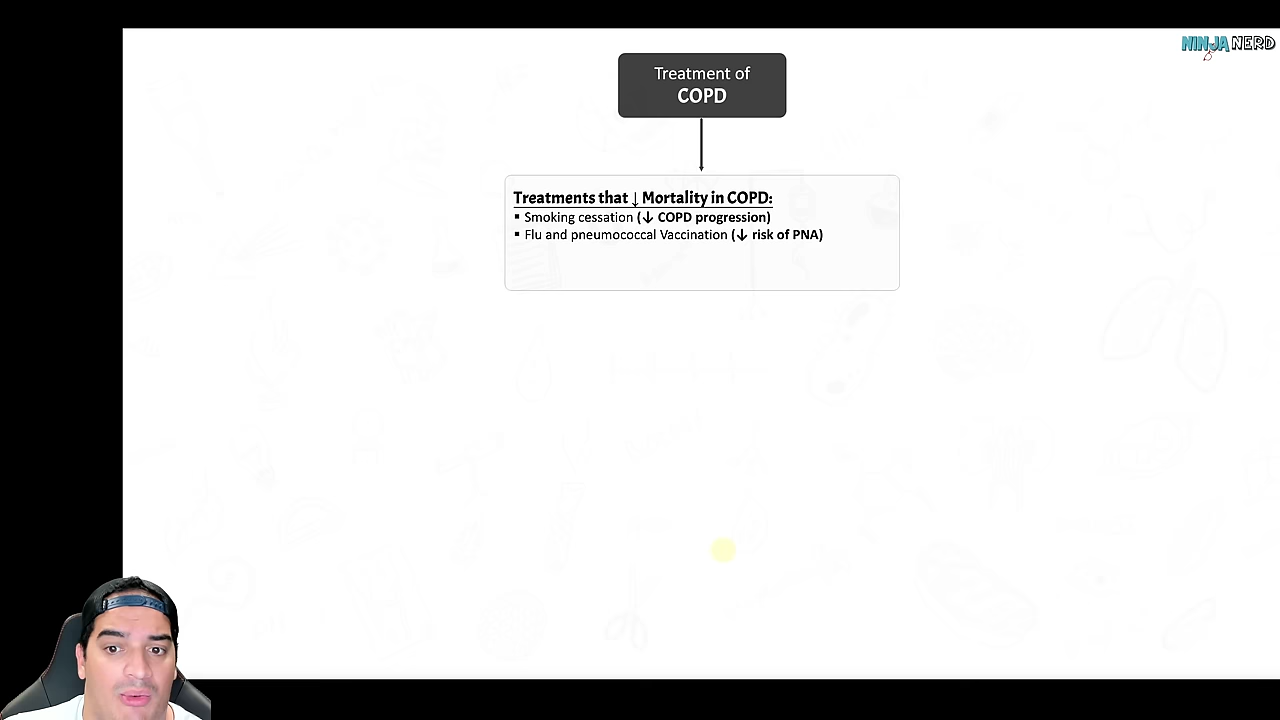 NINJA NERD
Treatment of
COPD
Treatments that ↓ Mortality in COPD:
▪ Smoking cessation (↓ COPD progression)
▪ Flu and pneumococcal Vaccination (↓ risk of PNA)